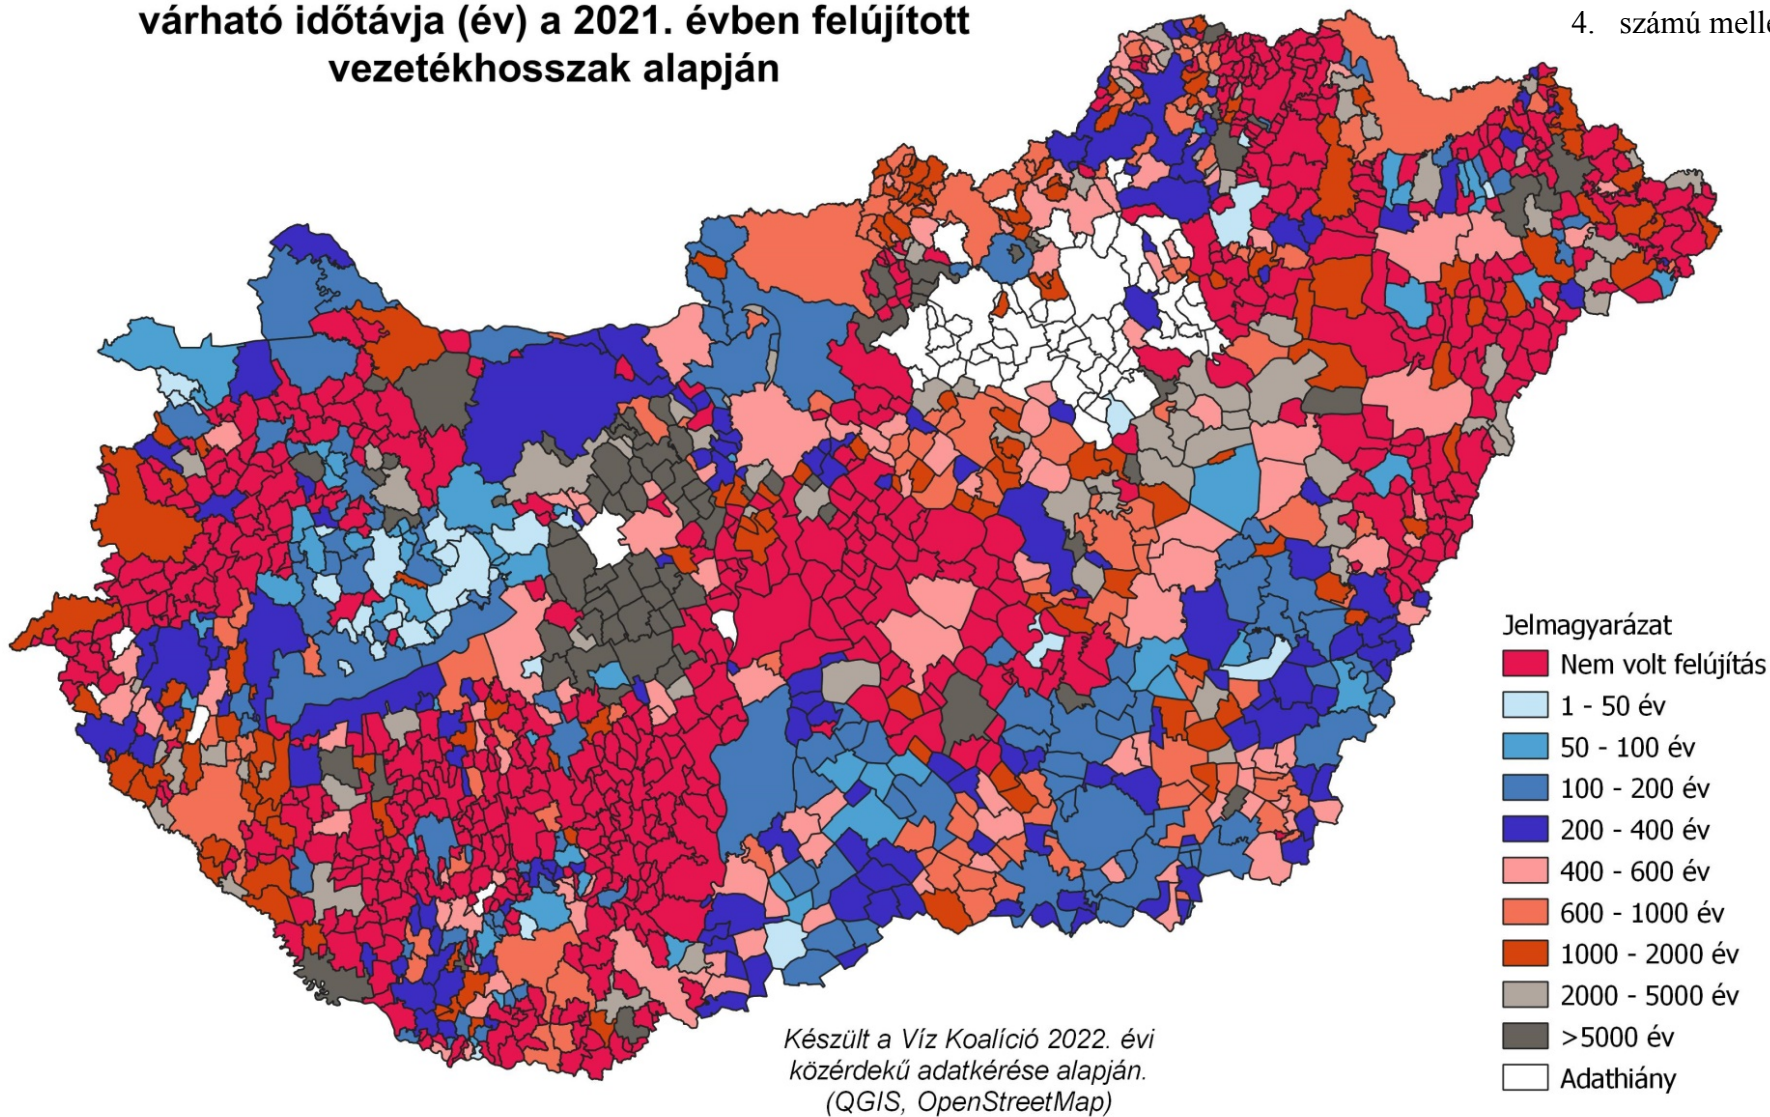 várható időtávja (év) a 2021. évben felújított
vezetékhosszak alapján
4. számú mellé
Jelmagyarázat
Nem volt felújítás
1 - 50 év
50 - 100 év
100 - 200 év
200 - 400 év
400 - 600 év
600 - 1000 év
1000 - 2000 év
2000 - 5000 év
>5000 év
Adathiány
Készült a Víz Koalíció 2022. évi
közérdekű adatkérése alapján.
(QGIS, OpenStreetMap)